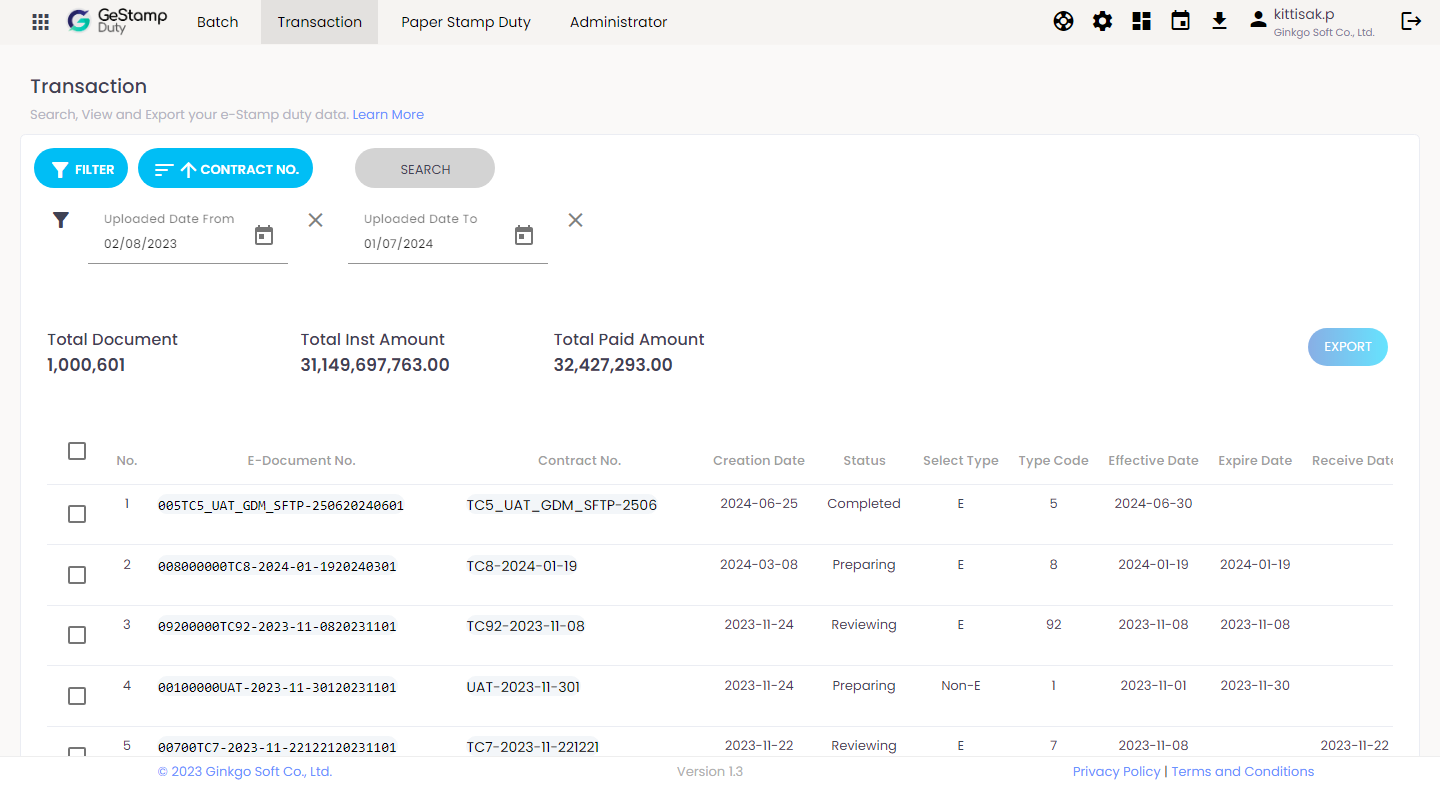 GeStamp
Duty
Batch
Transaction
Paper Stamp Duty
Administrator
kittisak.p
Ginkgo Soft Co., Ltd.
Transaction
Search, View and Export your e-Stamp duty data. Learn More
FILTER
CONTRACT NO.
SEARCH
Uploaded Date From
02/08/2023
Uploaded Date To
01/07/2024
Total Document
1,000,601
Total Inst Amount
31,149,697,763.00
Total Paid Amount
32,427,293.00
EXPORT
No. E-Document No. Contract No. Creation Date Status Select Type Type Code Effective Date Expire Date Receive Date
1 005TC5_UAT_GDM_SFTP-250620240601 TC5_UAT_GDM_SFTP-2506 2024-06-25 Completed E 5 2024-06-30
2 008000000TC8-2024-01-1920240301 TC8-2024-01-19 2024-03-08 Preparing E 8 2024-01-19 2024-01-19
3 09200000TC92-2023-11-0820231101 TC92-2023-11-08 2023-11-24 Reviewing E 92 2023-11-08 2023-11-08
4 00100000UAT-2023-11-30120231101 UAT-2023-11-301 2023-11-24 Preparing Non-E 1 2023-11-01 2023-11-30
5 00700TC7-2023-11-22122120231101 TC7-2023-11-221221 2023-11-22 Reviewing E 7 2023-11-08 2023-11-22
© 2023 Ginkgo Soft Co., Ltd. Version 1.3 Privacy Policy | Terms and Conditions